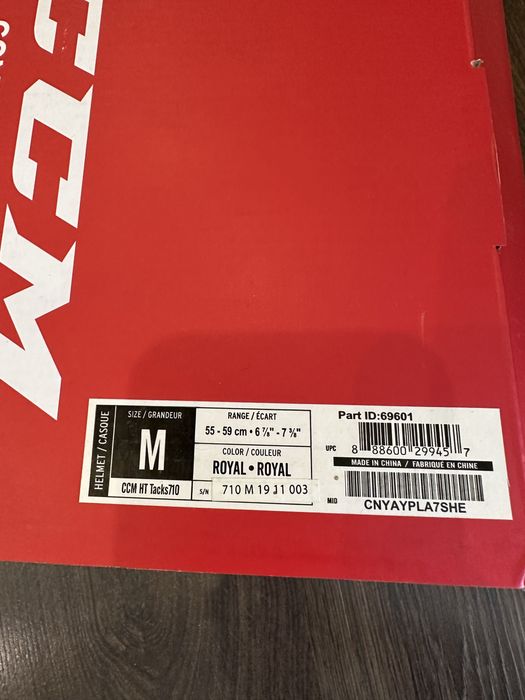 CCM
HELMET / CASQUE
SIZE / GRANDEUR
M
CCM HT Tacks710
RANGE / ÉCART
55 - 59 cm • 6 ⅞" - 7 ⅜"
COLOR / COULEUR
ROYAL • ROYAL
S/N 710 M 19 11 003
Part ID:69601
UPC 8 88600 29945 7
MADE IN CHINA / FABRIQUÉ EN CHINE
MID
CNYAYPLA7SHE